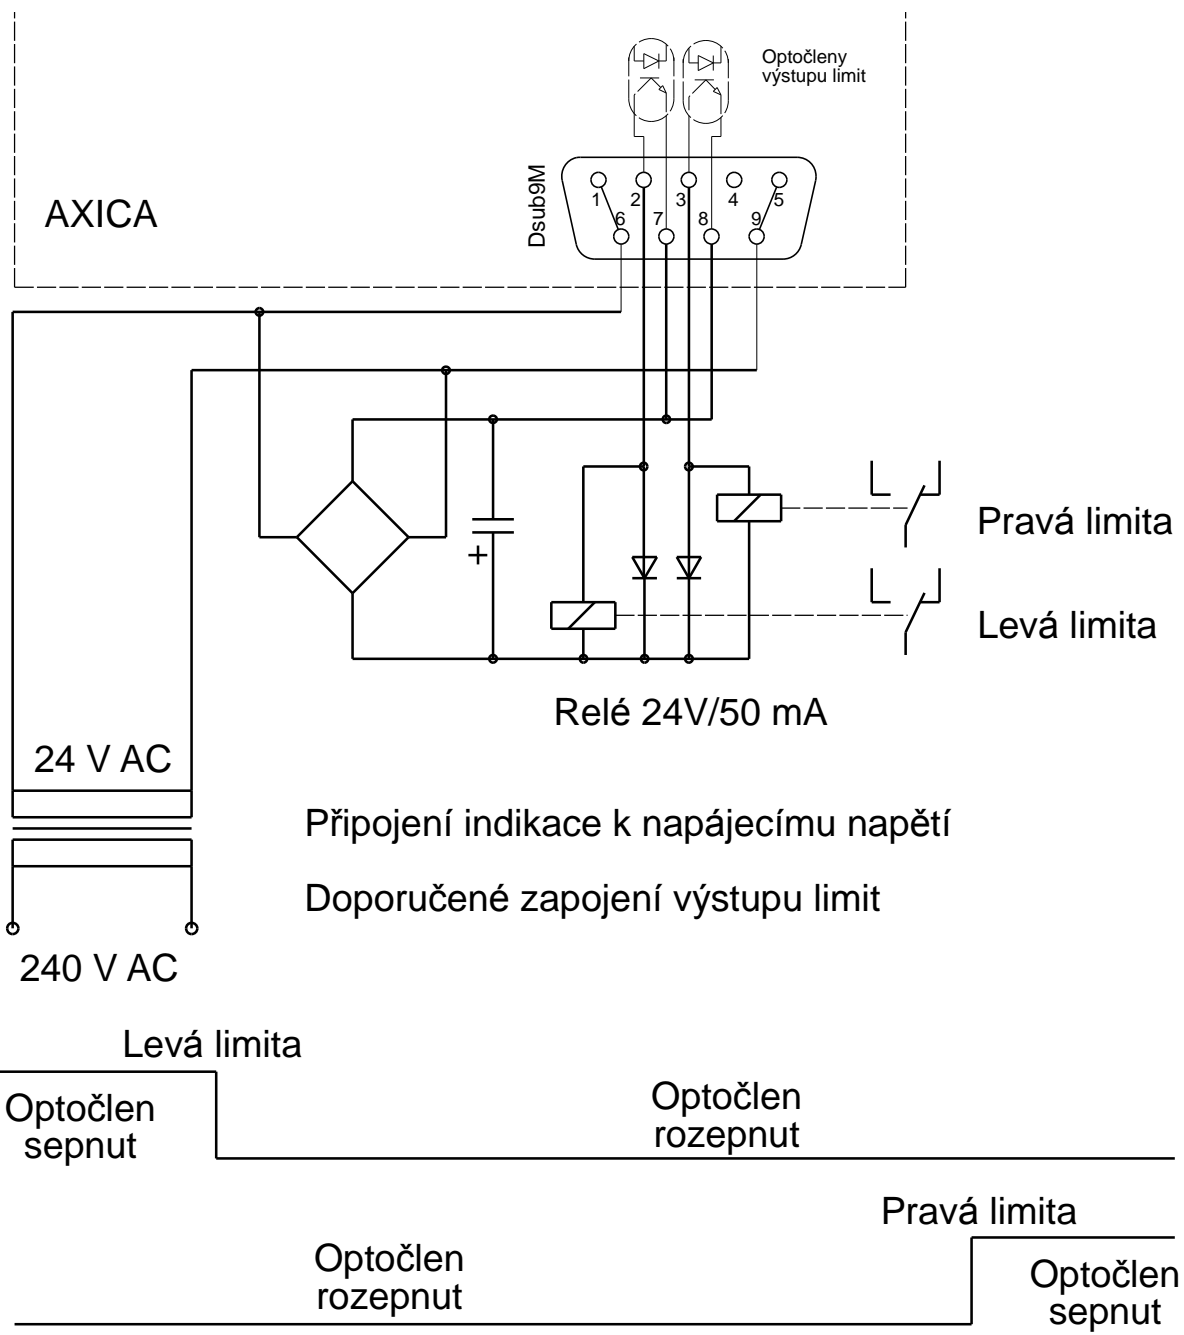 Optočleny
výstupu limit
AXICA
Dsub9M
1 2 3 4 5
6 7 8 9
+
Pravá limita
Levá limita
Relé 24V/50 mA
24 V AC
Připojení indikace k napájecímu napětí
Doporučené zapojení výstupu limit
240 V AC
Levá limita
Optočlen
sepnut
Optočlen
rozepnut
Pravá limita
Optočlen
rozepnut
Optočlen
sepnut